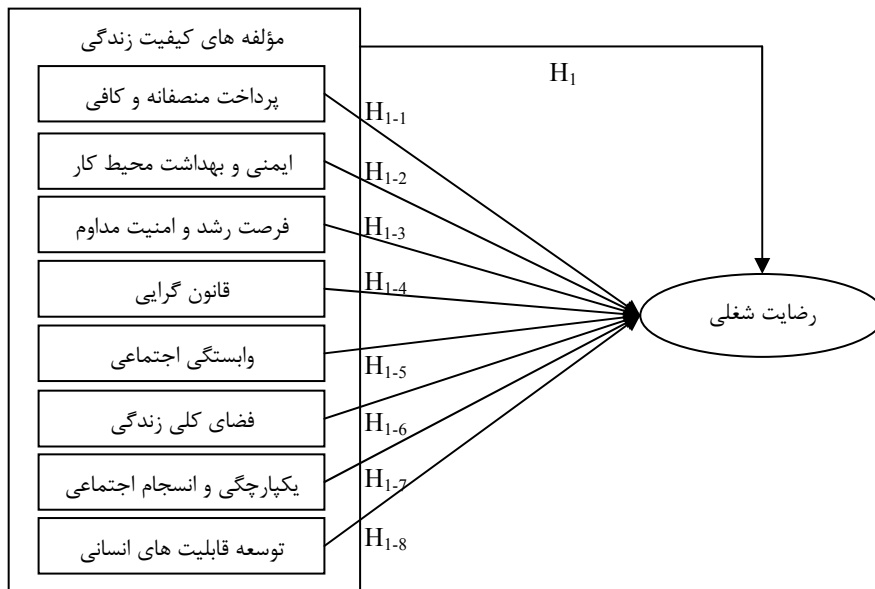 مؤلفه های کیفیت زندگی
H1
پرداخت منصفانه و کافی
H1-1
ایمنی و بهداشت محیط کار
H1-2
فرصت رشد و امنیت مداوم
H1-3
قانون گرایی
H1-4
رضایت شغلی
وابستگی اجتماعی
H1-5
فضای کلی زندگی
H1-6
یکپارچگی و انسجام اجتماعی
H1-7
توسعه قابلیت های انسانی
H1-8